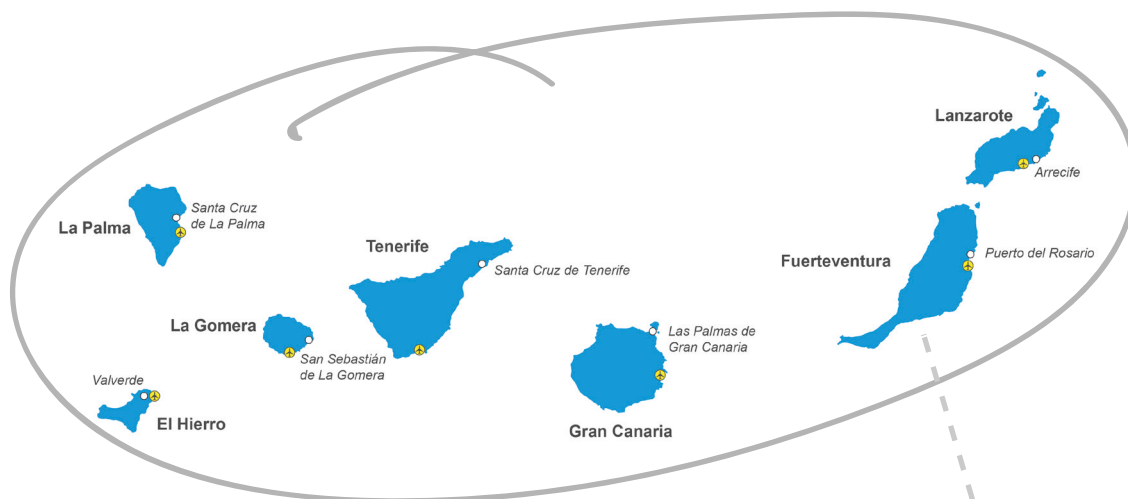 Lanzarote
Arrecife
La Palma
Santa Cruz
de La Palma
Tenerife
Santa Cruz de Tenerife
Fuerteventura
Puerto del Rosario
La Gomera
San Sebastián
de La Gomera
Las Palmas de
Gran Canaria
Valverde
El Hierro
Gran Canaria